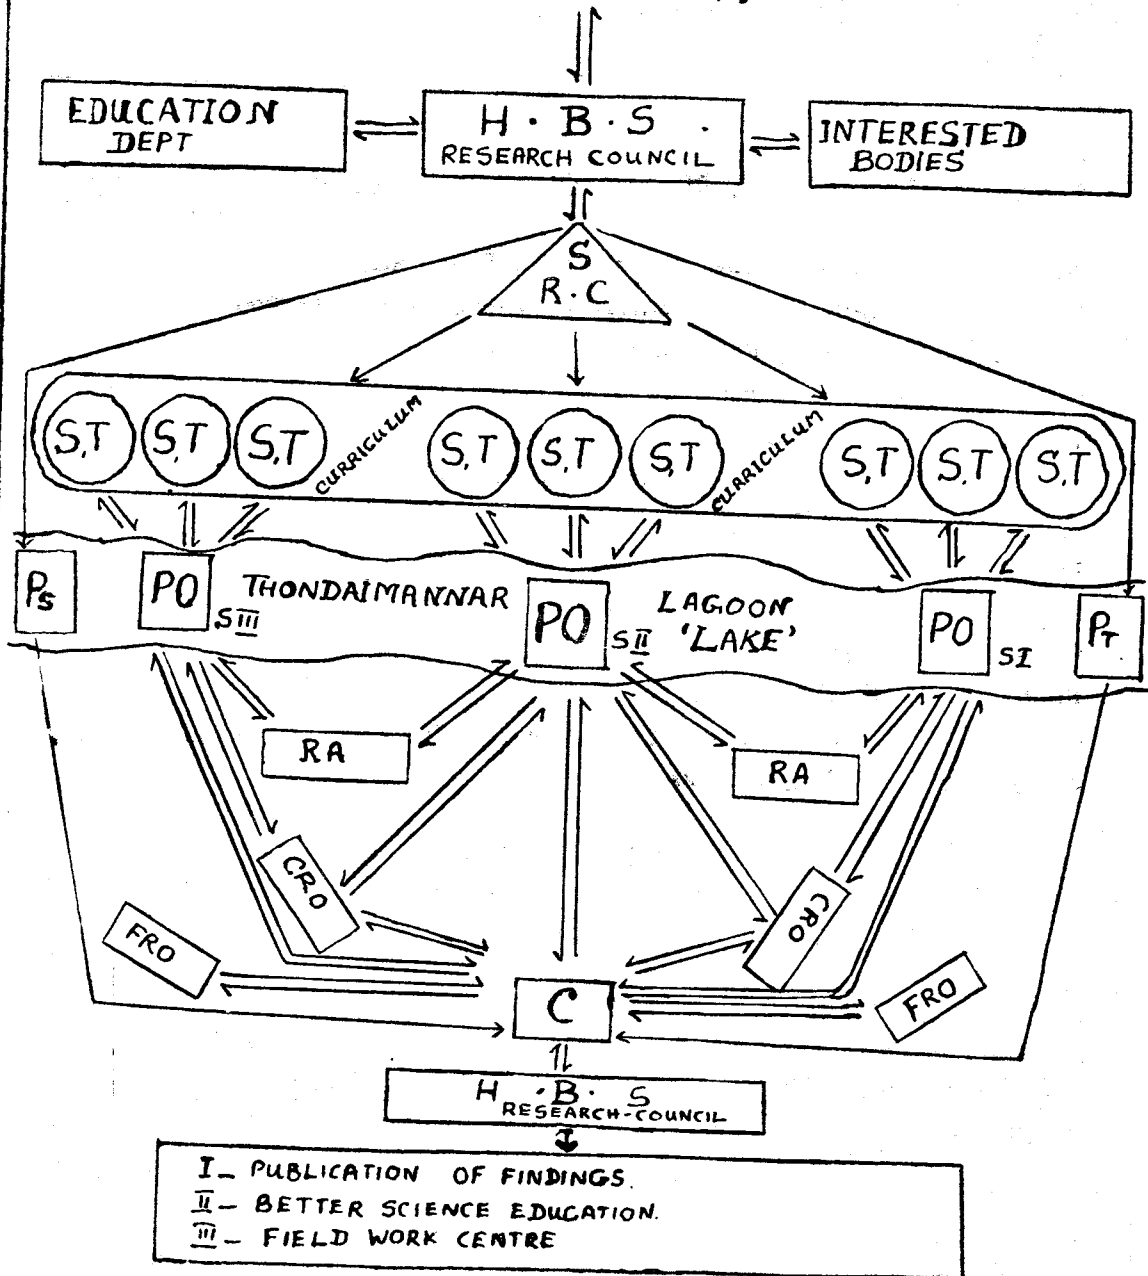 EDUCATION
DEPT
H · B · S .
RESEARCH COUNCIL
INTERESTED
BODIES
S
R · C
S,T S,T S,T CURRICULUM S,T S,T S,T CURRICULUM S,T S,T S,T
PS
PO
SIII
THONDAIMANNAR
PO
SII
LAGOON
'LAKE'
PO
SI
PT
RA
RA
CRO
CRO
FRO
FRO
C
H · B · S
RESEARCH-COUNCIL
I
I - PUBLICATION OF FINDINGS.
II - BETTER SCIENCE EDUCATION.
III - FIELD WORK CENTRE